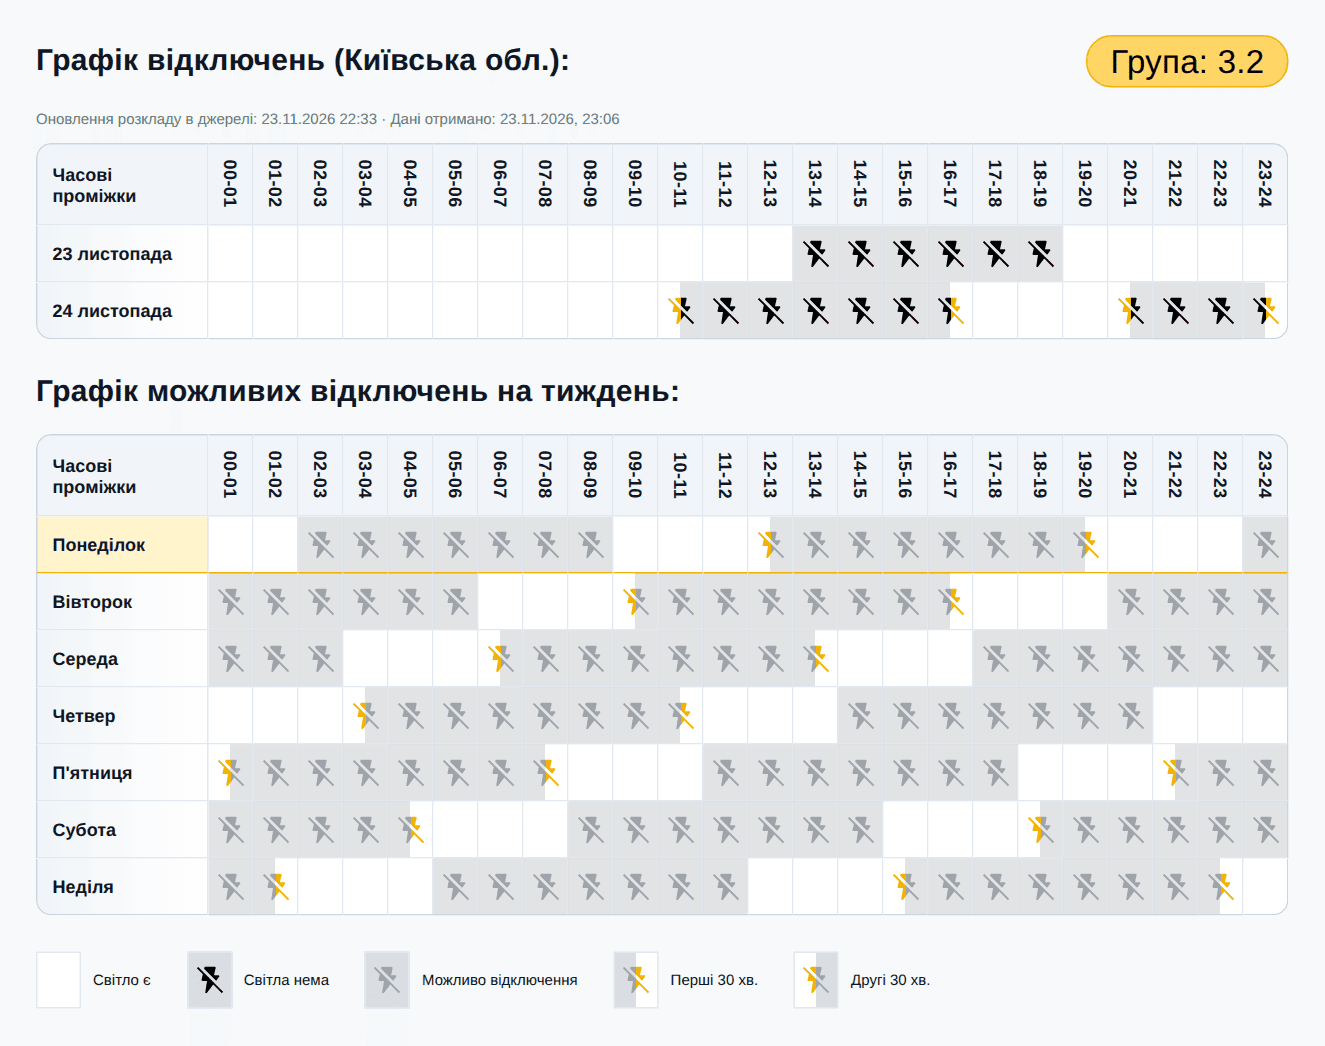 Графік відключень (Київська обл.):
Група: 3.2
Оновлення розкладу в джерелі: 23.11.2026 22:33 · Дані отримано: 23.11.2026, 23:06
Часові проміжки 00-01 01-02 02-03 03-04 04-05 05-06 06-07 07-08 08-09 09-10 10-11 11-12 12-13 13-14 14-15 15-16 16-17 17-18 18-19 19-20 20-21 21-22 22-23 23-24
23 листопада
24 листопада
Графік можливих відключень на тиждень:
Часові проміжки 00-01 01-02 02-03 03-04 04-05 05-06 06-07 07-08 08-09 09-10 10-11 11-12 12-13 13-14 14-15 15-16 16-17 17-18 18-19 19-20 20-21 21-22 22-23 23-24
Понеділок
Вівторок
Середа
Четвер
П'ятниця
Субота
Неділя
Світло є Світла нема Можливо відключення Перші 30 хв. Другі 30 хв.